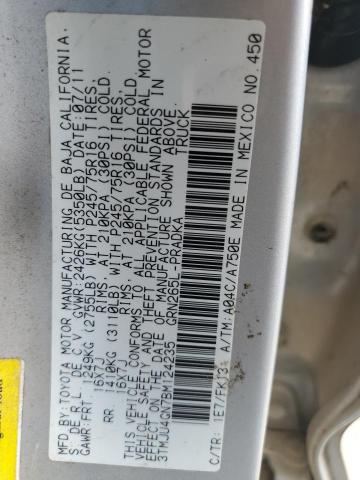 MFD.BY:TOYOTA MOTOR MANUFACTURING DE BAJA CALIFORNIA.
S. DE R.L. DE C.V. GVWR:2426KG(5350LB) DATE:07/11
GAWR:FRT. 1249KG (2755LB) WITH P245/75R16 TIRES,
16X7J RIMS, AT 210KPA (30PSI) COLD.
RR. 1410KG (3110LB) WITH P245/75R16 TIRES,
16X7J RIMS, AT 210KPA (30PSI) COLD.
THIS VEHICLE CONFORMS TO ALL APPLICABLE FEDERAL MOTOR
VEHICLE SAFETY AND THEFT PREVENTION STANDARDS IN
EFFECT ON THE DATE OF MANUFACTURE SHOWN ABOVE.
3TMJU4GN7BM124235 TRUCK
GRN265L-PRADKA
C/TR: 1E7/FK13 A/TM: A04C/A750E MADE IN MEXICO NO.450